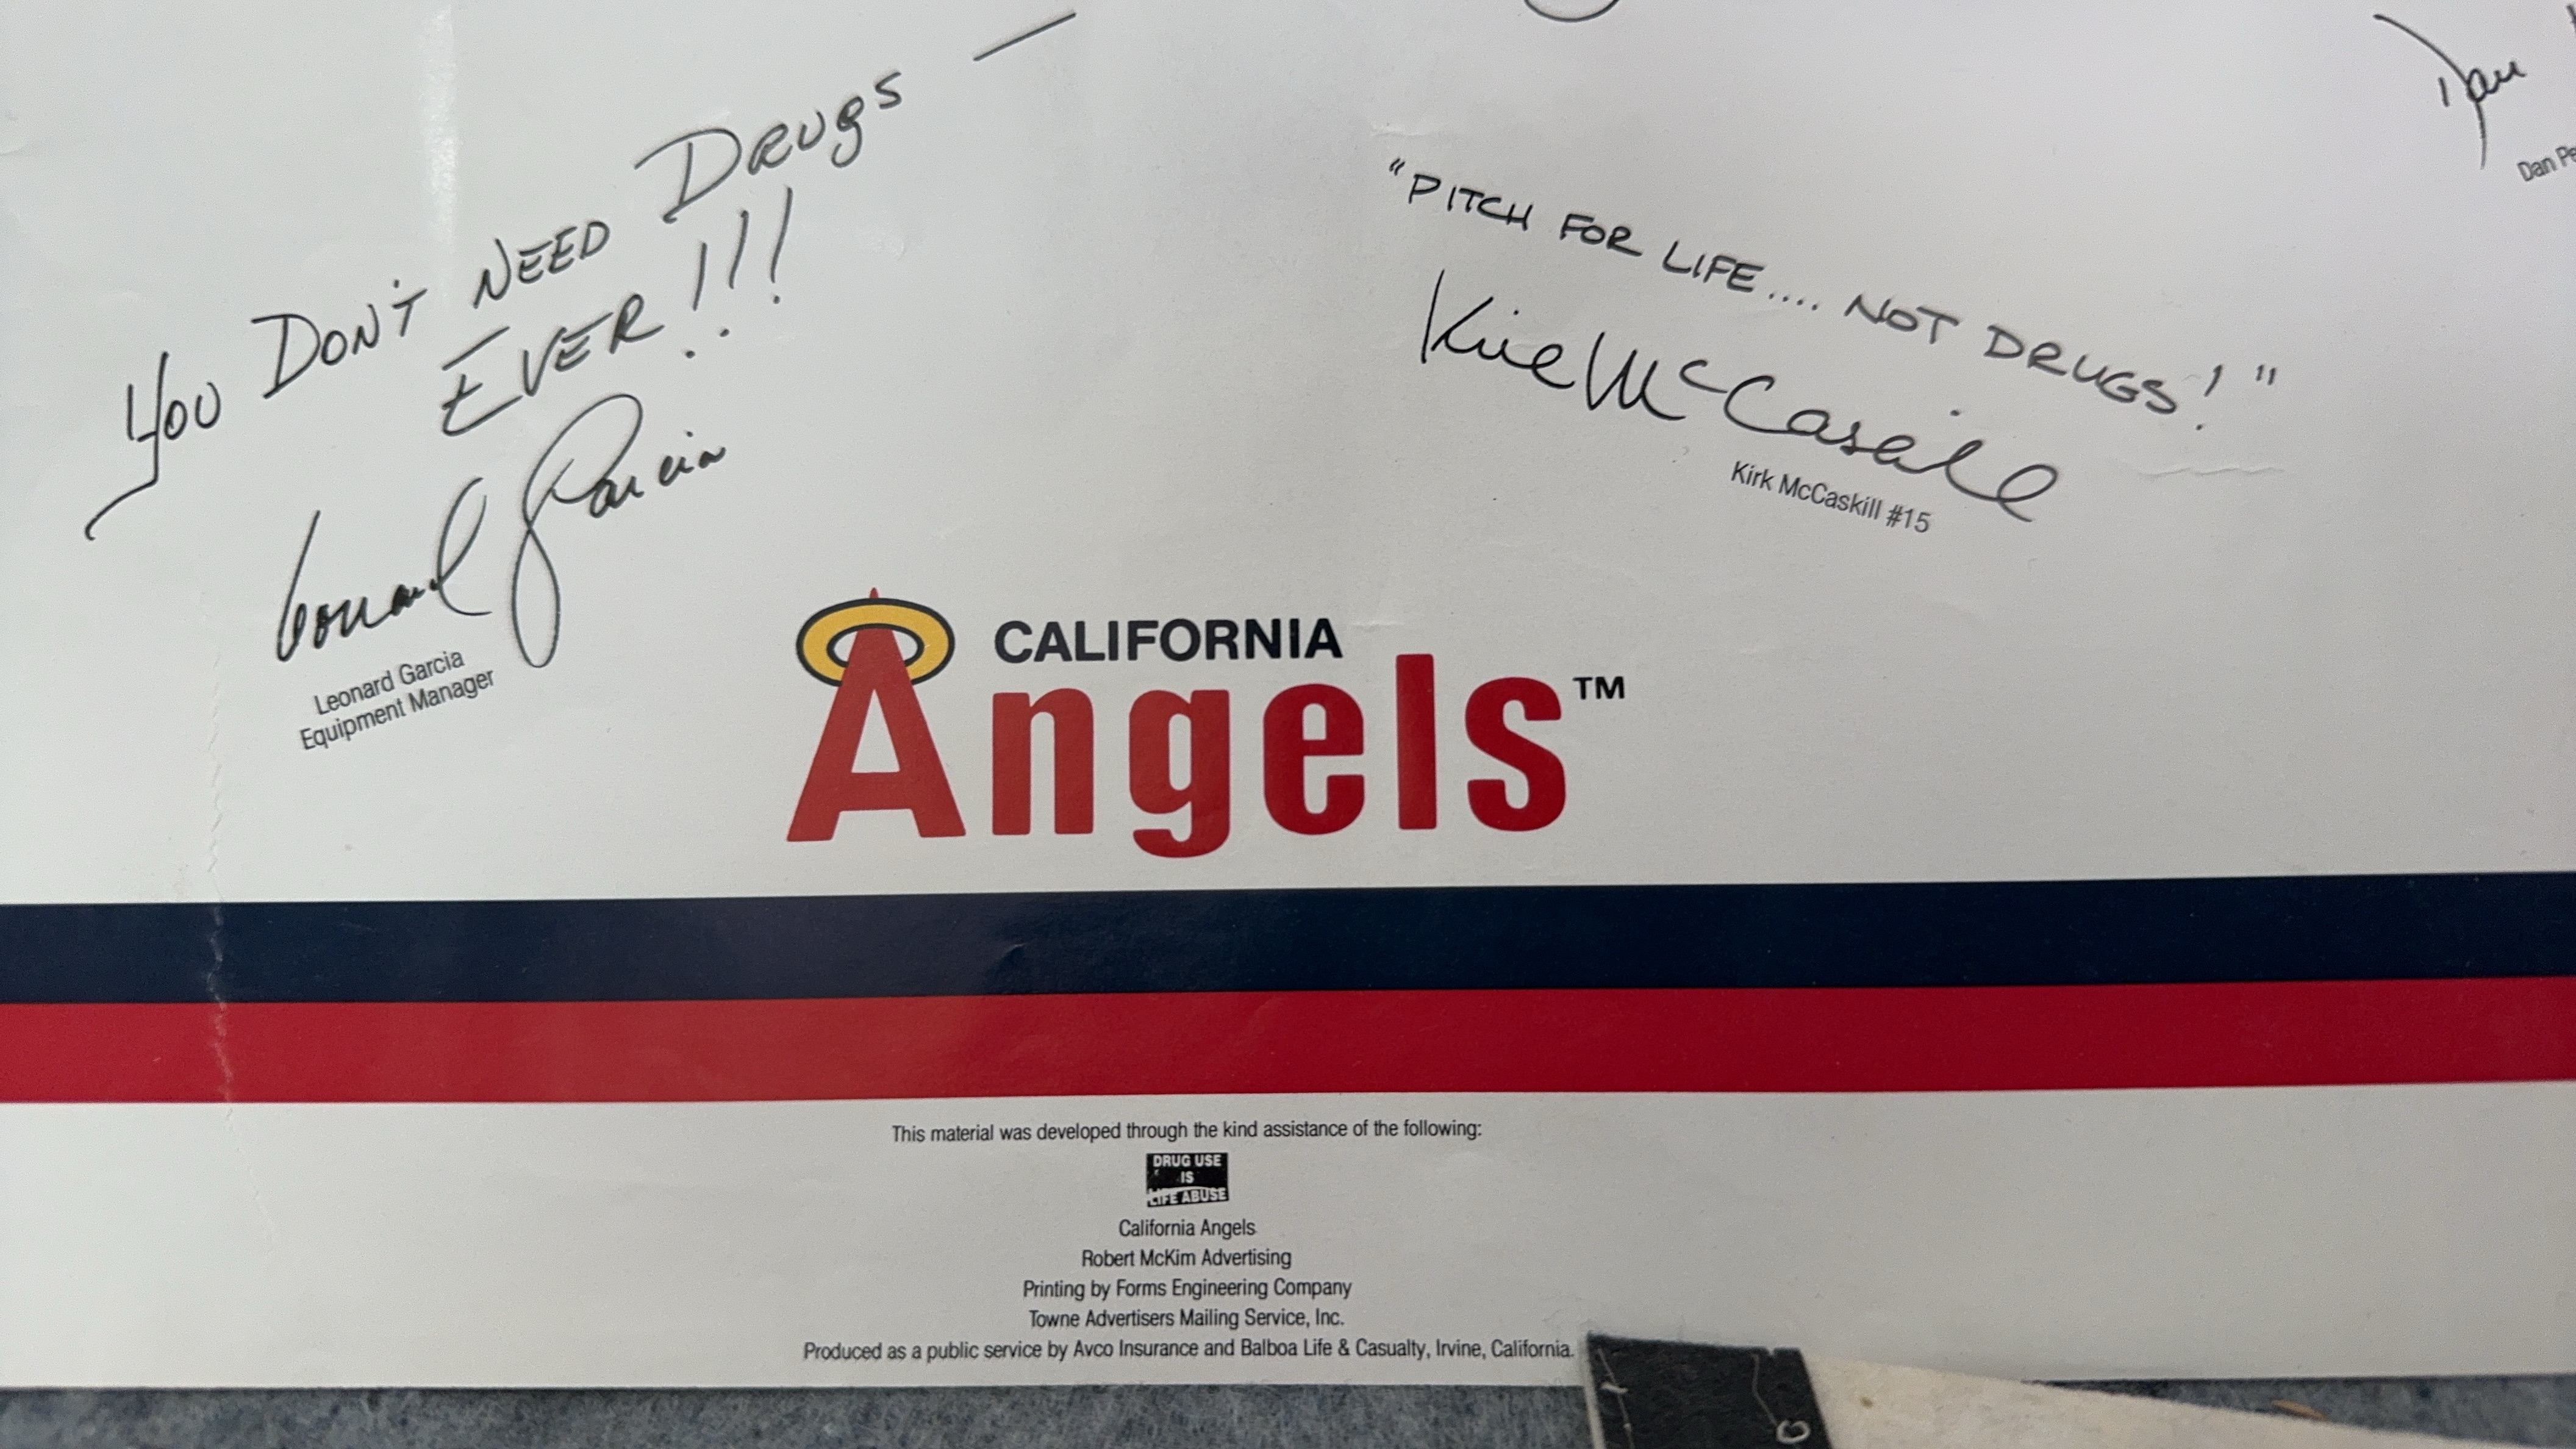 YOU DON'T NEED DRUGS —
EVER!!!
Leonard Garcia
Leonard Garcia
Equipment Manager
"PITCH FOR LIFE.... NOT DRUGS!"
Kirk McCaskill
Kirk McCaskill #15
Dan
Dan
CALIFORNIA
Angels™
This material was developed through the kind assistance of the following:
DRUG USE
IS
LIFE ABUSE
California Angels
Robert McKim Advertising
Printing by Forms Engineering Company
Towne Advertisers Mailing Service, Inc.
Produced as a public service by Avco Insurance and Balboa Life & Casualty, Irvine, California.